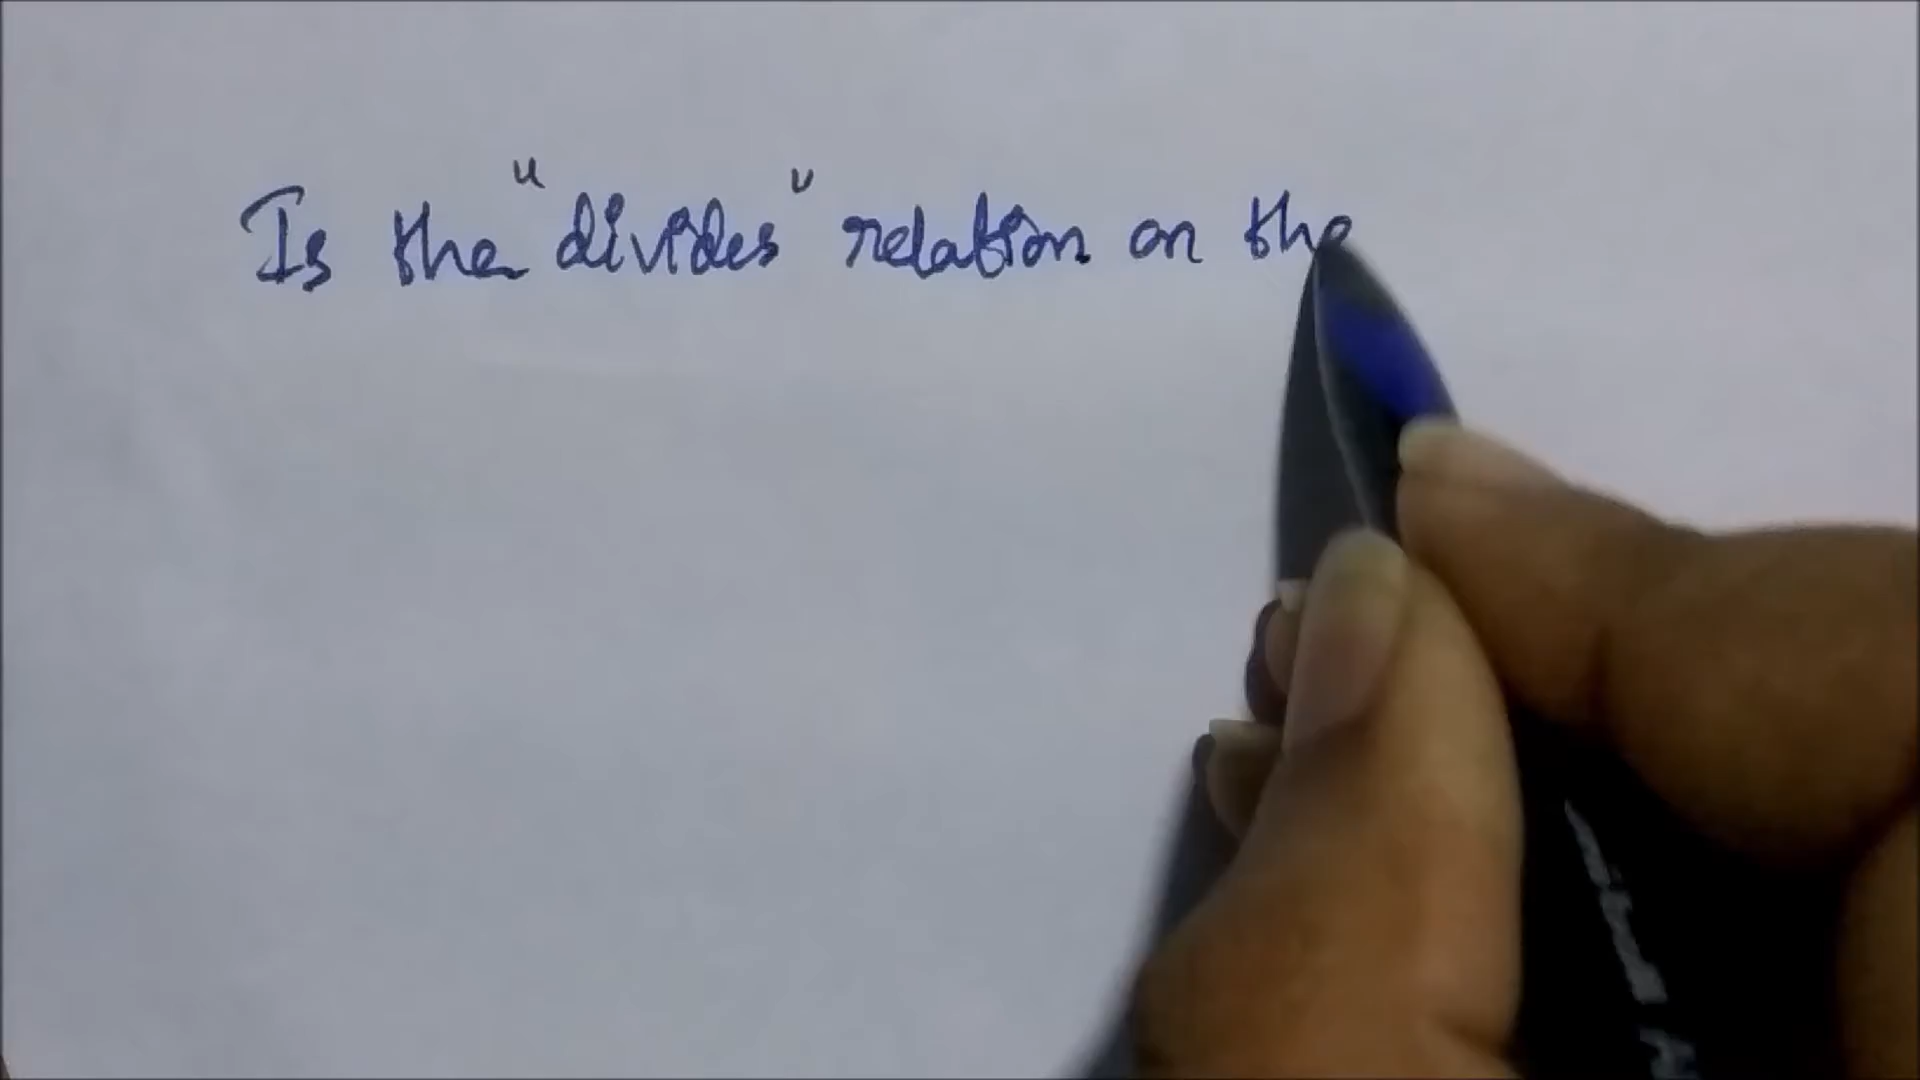 Is the "divides" relation on the